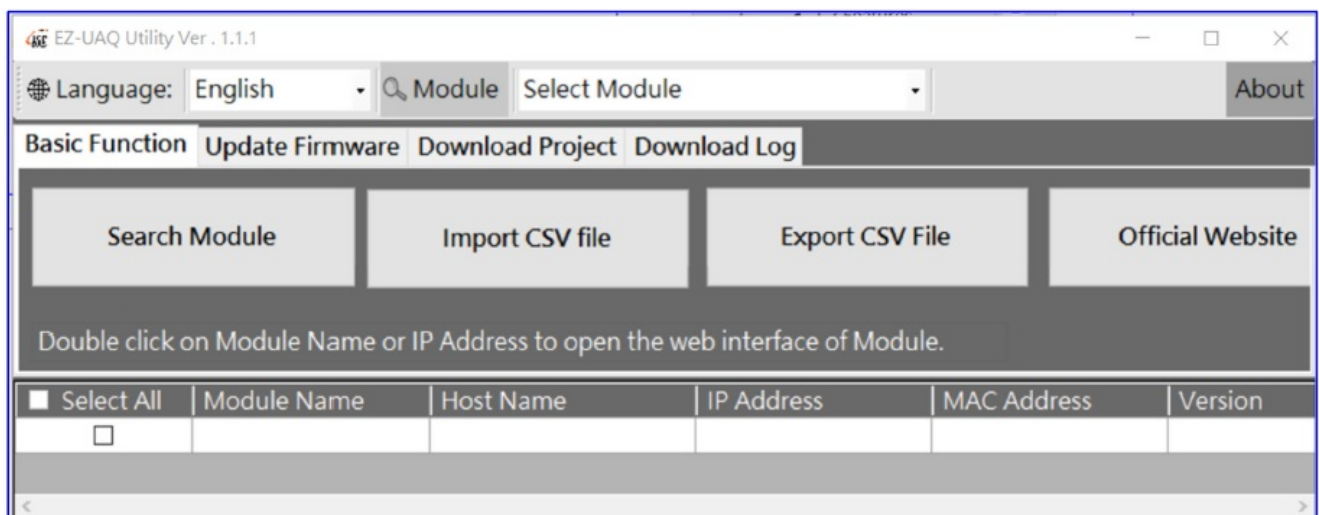 EZ-UAQ Utility Ver . 1.1.1
Language: English Module Select Module About
Basic Function Update Firmware Download Project Download Log
Search Module Import CSV file Export CSV File Official Website
Double click on Module Name or IP Address to open the web interface of Module.
Select All Module Name Host Name IP Address MAC Address Version